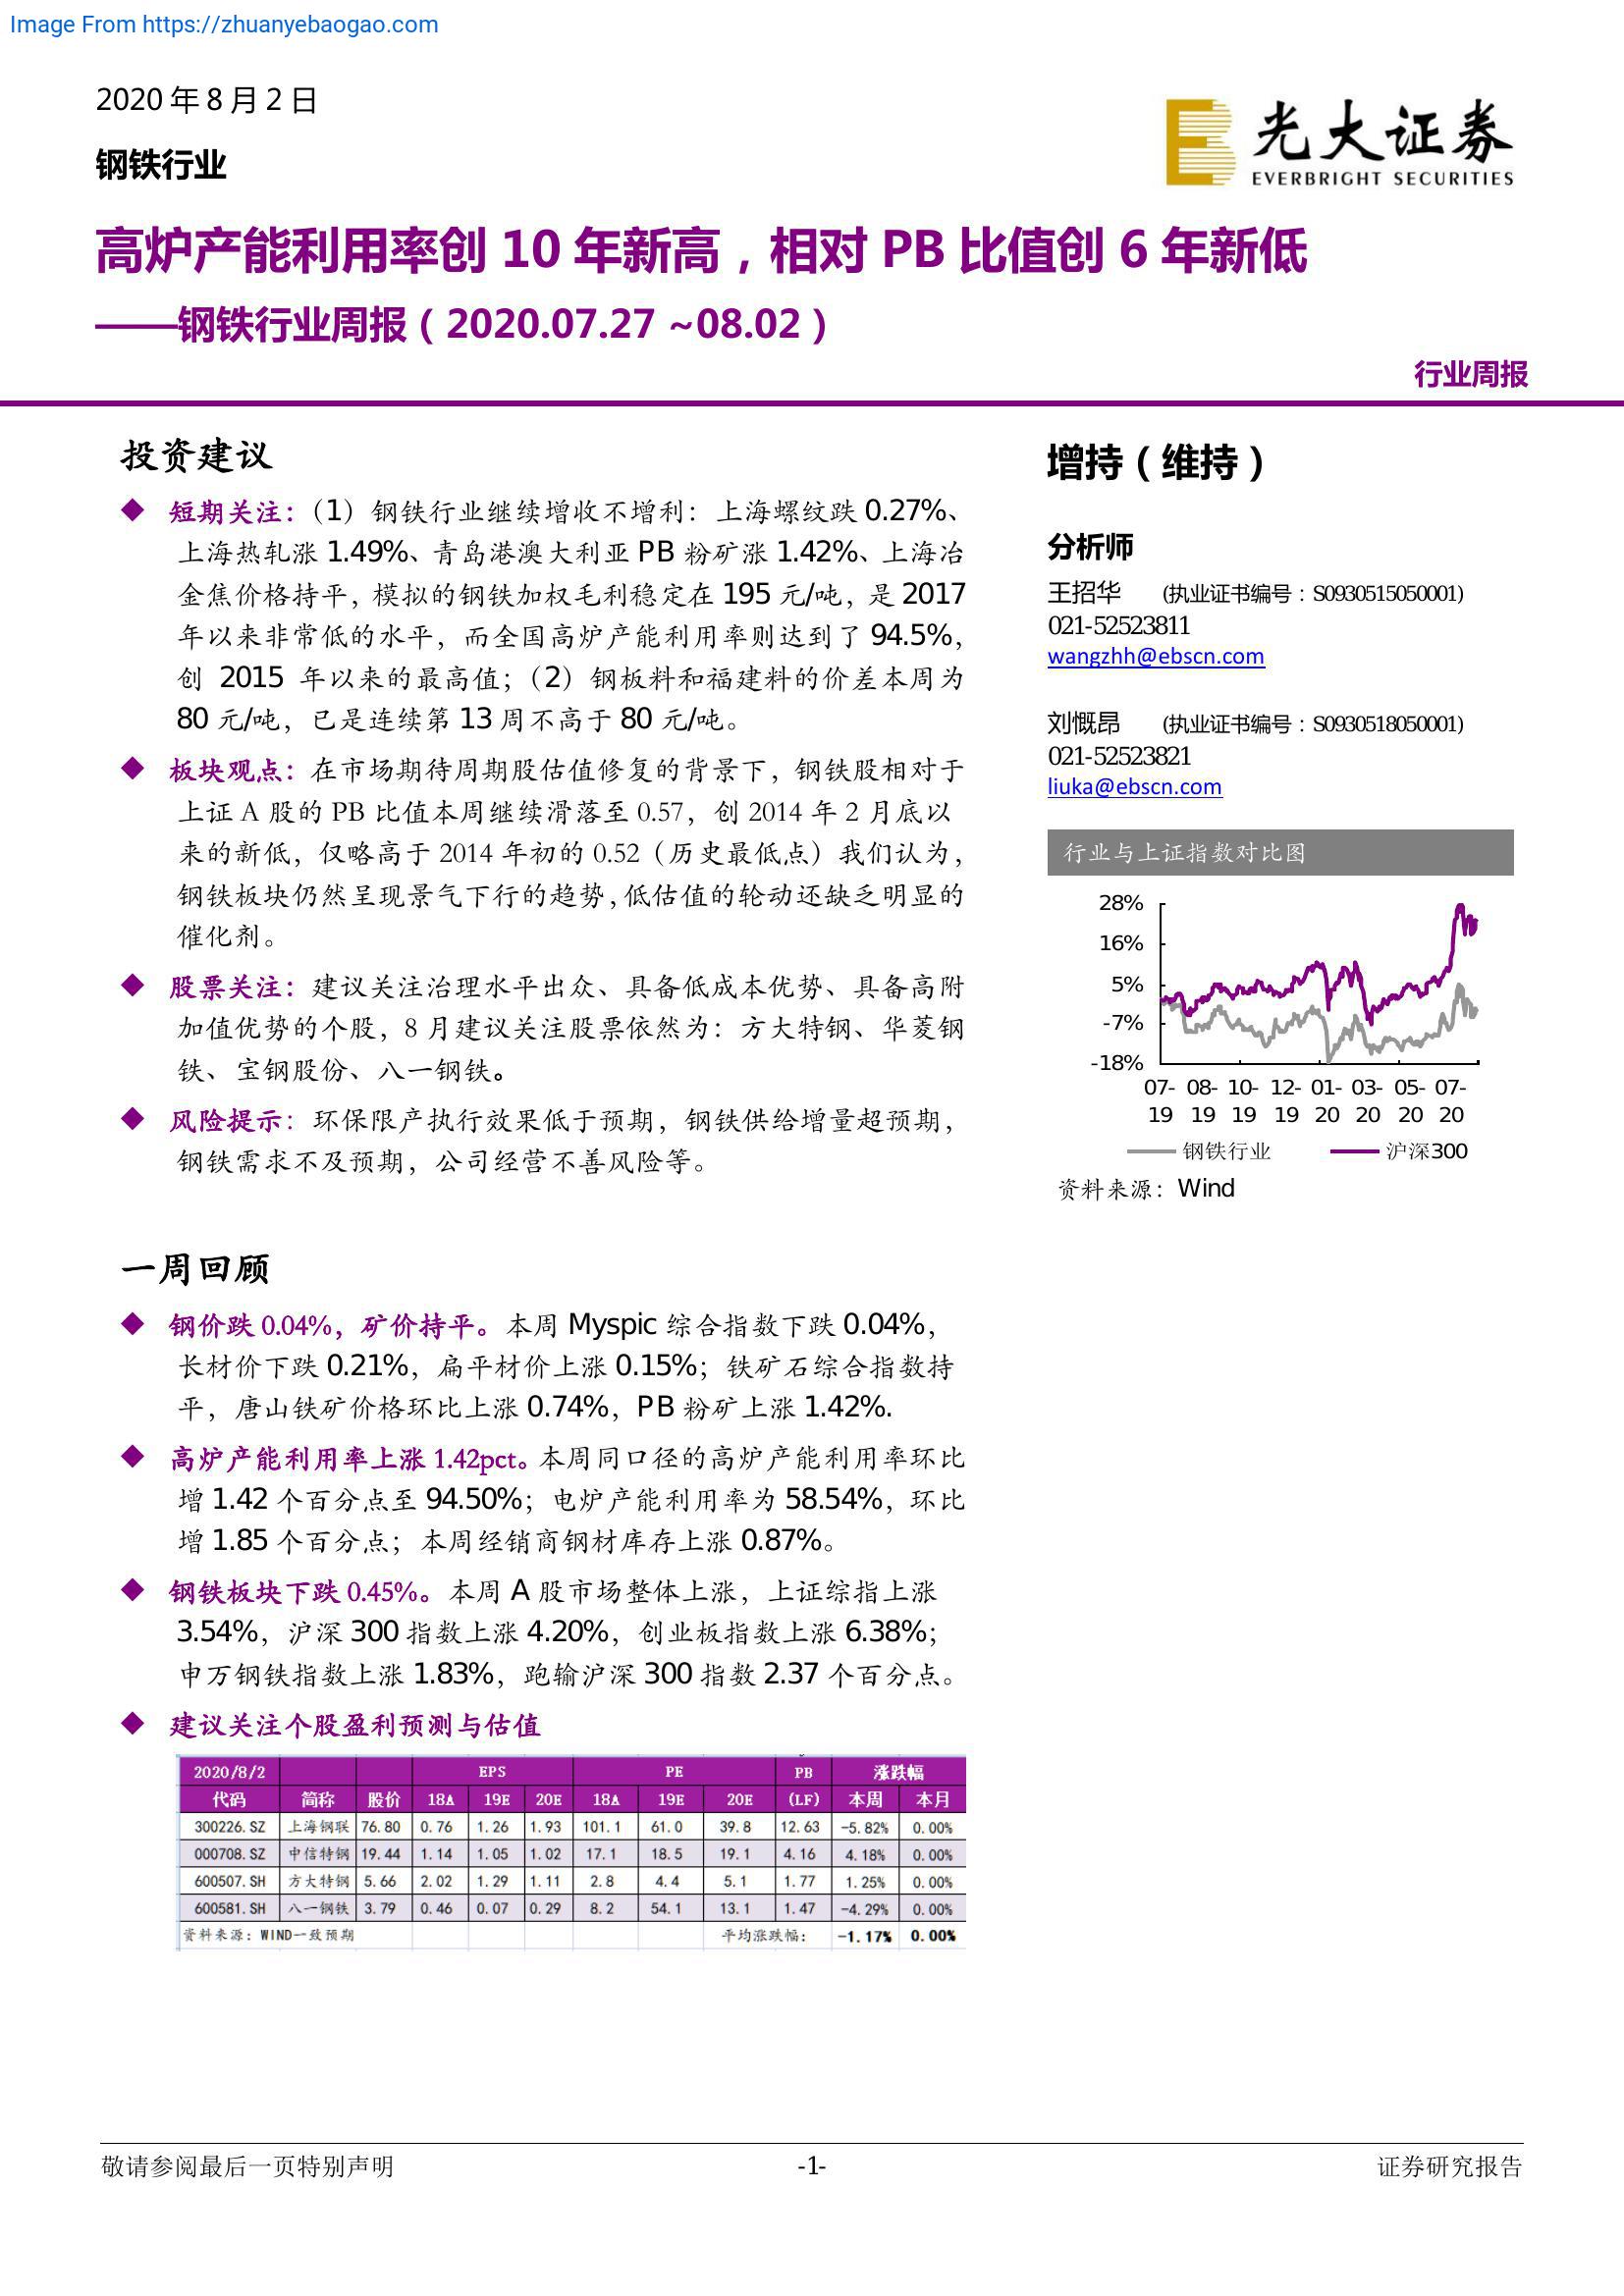 Image From https://zhuanyebaogao.com
2020 年 8 月 2 日
钢铁行业
光大证券
EVERBRIGHT SECURITIES
高炉产能利用率创 10 年新高，相对 PB 比值创 6 年新低
——钢铁行业周报（2020.07.27 ~08.02）
行业周报
投资建议
◆ 短期关注：（1）钢铁行业继续增收不增利：上海螺纹跌 0.27%、
上海热轧涨 1.49%、青岛港澳大利亚 PB 粉矿涨 1.42%、上海冶
金焦价格持平，模拟的钢铁加权毛利稳定在 195 元/吨，是 2017
年以来非常低的水平，而全国高炉产能利用率则达到了 94.5%，
创 2015 年以来的最高值；（2）钢板料和福建料的价差本周为
80 元/吨，已是连续第 13 周不高于 80 元/吨。
◆ 板块观点：在市场期待周期股估值修复的背景下，钢铁股相对于
上证 A 股的 PB 比值本周继续滑落至 0.57，创 2014 年 2 月底以
来的新低，仅略高于 2014 年初的 0.52（历史最低点）我们认为，
钢铁板块仍然呈现景气下行的趋势，低估值的轮动还缺乏明显的
催化剂。
◆ 股票关注：建议关注治理水平出众、具备低成本优势、具备高附
加值优势的个股，8 月建议关注股票依然为：方大特钢、华菱钢
铁、宝钢股份、八一钢铁。
◆ 风险提示：环保限产执行效果低于预期，钢铁供给增量超预期，
钢铁需求不及预期，公司经营不善风险等。
一周回顾
◆ 钢价跌 0.04%，矿价持平。本周 Myspic 综合指数下跌 0.04%，
长材价下跌 0.21%，扁平材价上涨 0.15%；铁矿石综合指数持
平，唐山铁矿价格环比上涨 0.74%，PB 粉矿上涨 1.42%.
◆ 高炉产能利用率上涨 1.42pct。本周同口径的高炉产能利用率环比
增 1.42 个百分点至 94.50%；电炉产能利用率为 58.54%，环比
增 1.85 个百分点；本周经销商钢材库存上涨 0.87%。
◆ 钢铁板块下跌 0.45%。本周 A 股市场整体上涨，上证综指上涨
3.54%，沪深 300 指数上涨 4.20%，创业板指数上涨 6.38%；
申万钢铁指数上涨 1.83%，跑输沪深 300 指数 2.37 个百分点。
◆ 建议关注个股盈利预测与估值
2020/8/2 EPS PE PB 涨跌幅
代码 简称 股价 18A 19E 20E 18A 19E 20E (LF) 本周 本月
300226.SZ 上海钢联 76.80 0.76 1.26 1.93 101.1 61.0 39.8 12.63 -5.82% 0.00%
000708.SZ 中信特钢 19.44 1.14 1.05 1.02 17.1 18.5 19.1 4.16 4.18% 0.00%
600507.SH 方大特钢 5.66 2.02 1.29 1.11 2.8 4.4 5.1 1.77 1.25% 0.00%
600581.SH 八一钢铁 3.79 0.46 0.07 0.29 8.2 54.1 13.1 1.47 -4.29% 0.00%
资料来源：WIND一致预期 平均涨跌幅： -1.17% 0.00%
增持（维持）
分析师
王招华 (执业证书编号：S0930515050001)
021-52523811
wangzhh@ebscn.com
刘慨昂 (执业证书编号：S0930518050001)
021-52523821
liuka@ebscn.com
行业与上证指数对比图
28%
16%
5%
-7%
-18%
07- 08- 10- 12- 01- 03- 05- 07-
19 19 19 19 20 20 20 20
钢铁行业 沪深300
资料来源：Wind
敬请参阅最后一页特别声明 -1- 证券研究报告